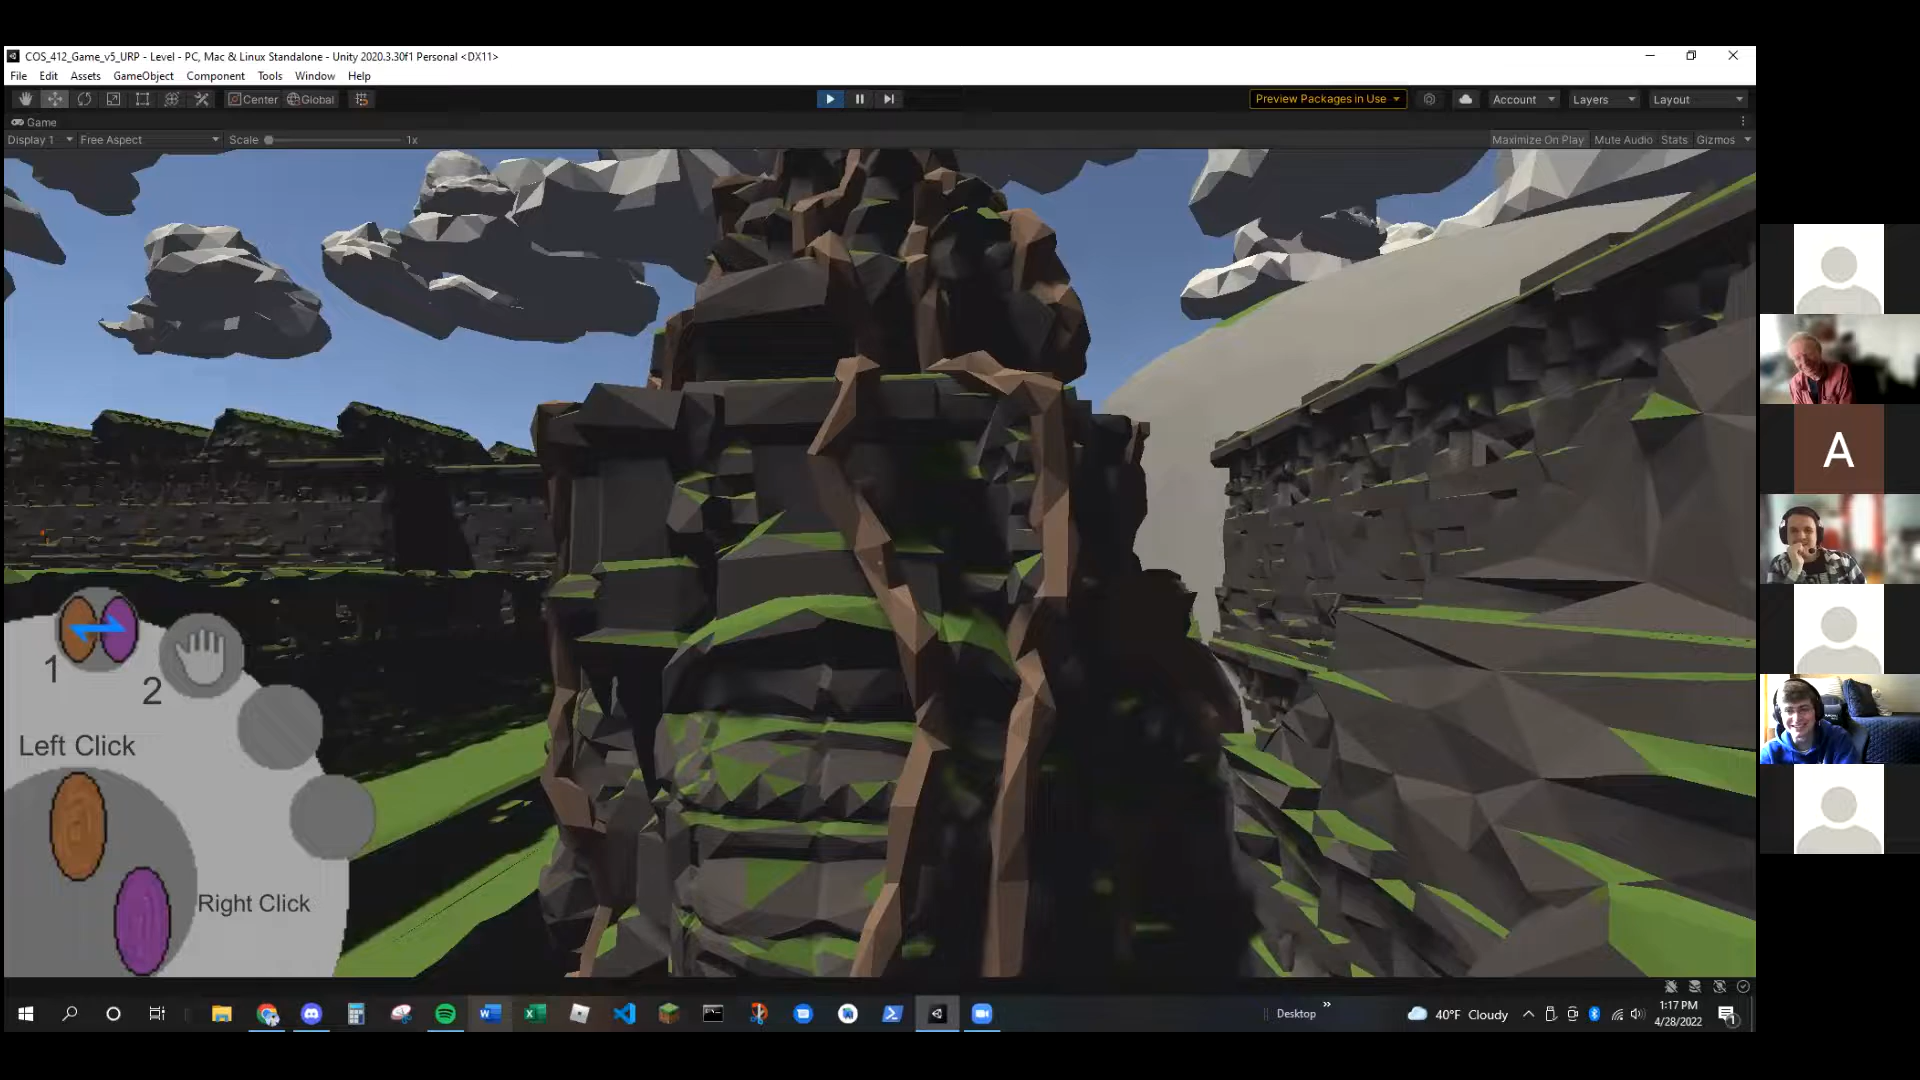 COS_412_Game_v5_URP - Level - PC, Mac & Linux Standalone - Unity 2020.3.30f1 Personal <DX11>
File Edit Assets GameObject Component Tools Window Help
Center Global Preview Packages in Use Account Layers Layout
Game
Display 1 Free Aspect Scale 1x Maximize On Play Mute Audio Stats Gizmos
A
1
2
Left Click
Right Click
Desktop
40°F Cloudy
1:17 PM
4/28/2022
1